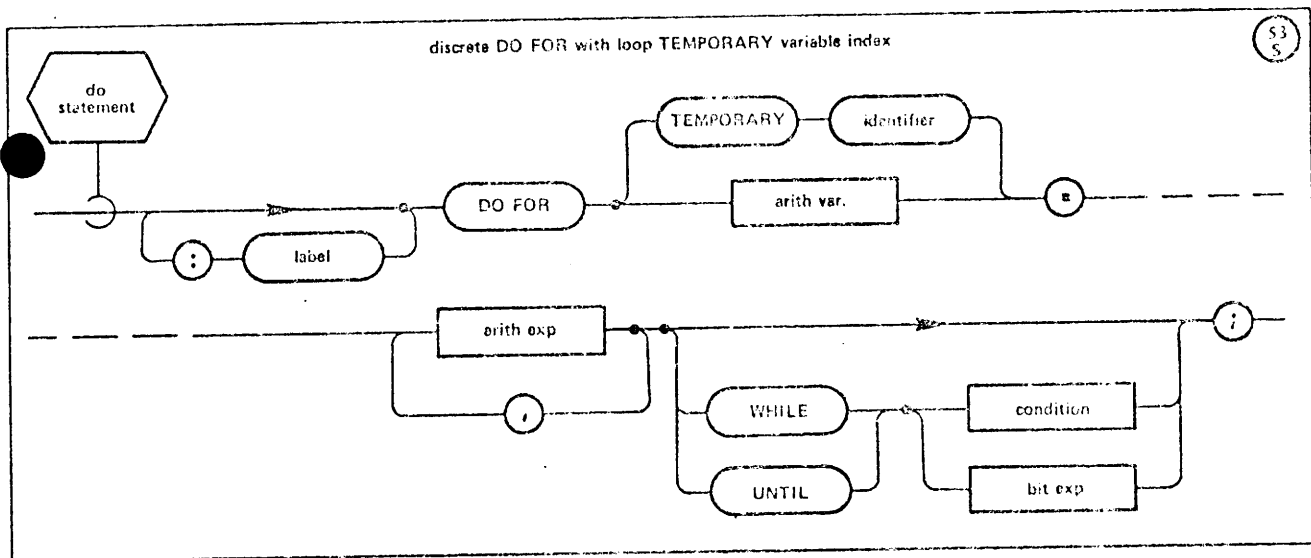 discrete DO FOR with loop TEMPORARY variable index
S3
S
do
statement
TEMPORARY
identifier
DO FOR
arith var.
=
:
label
arith exp
,
;
WHILE
condition
UNTIL
bit exp